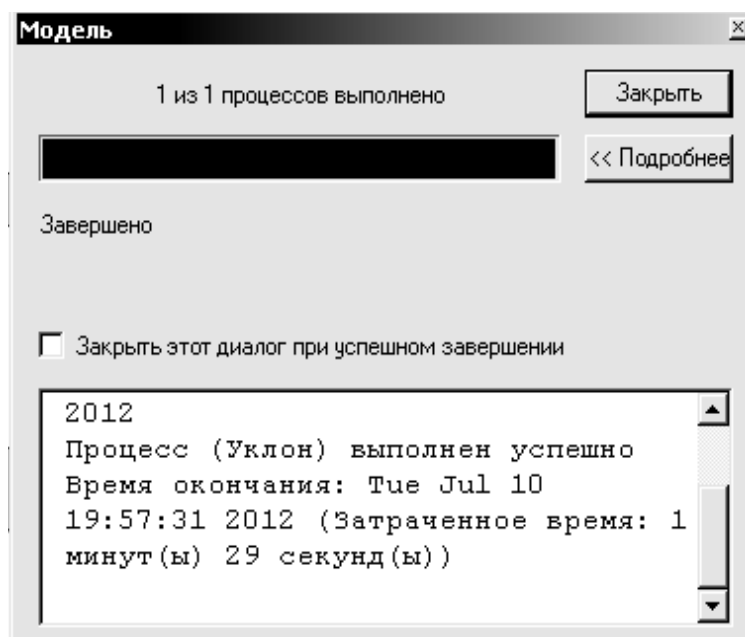 Модель
1 из 1 процессов выполнено
Закрыть
<< Подробнее
Завершено
Закрыть этот диалог при успешном завершении
2012
Процесс (Уклон) выполнен успешно
Время окончания: Tue Jul 10
19:57:31 2012 (Затраченное время: 1
минут(ы) 29 секунд(ы))